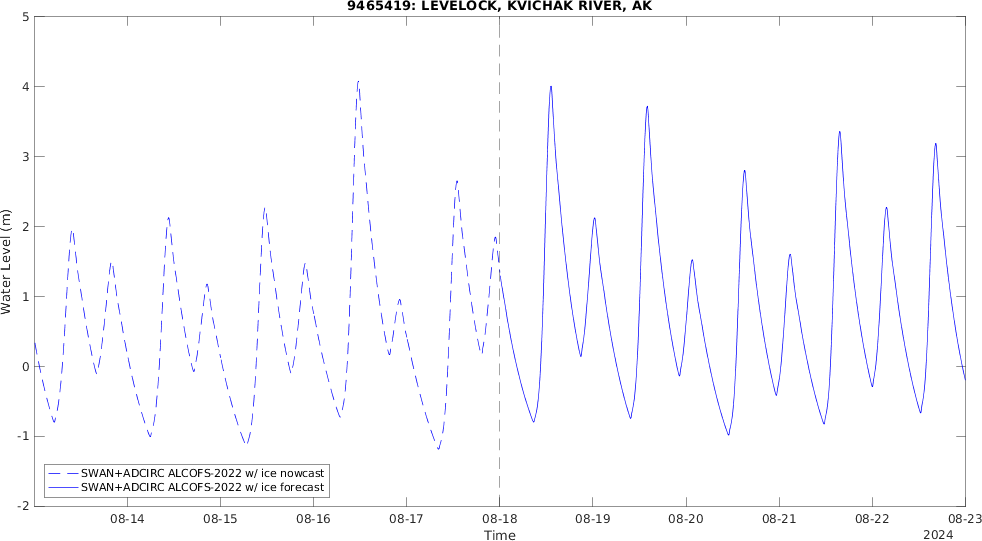 9465419: LEVELOCK, KVICHAK RIVER, AK
5
4
3
2
1
0
-1
-2
Water Level (m)
SWAN+ADCIRC ALCOFS-2022 w/ ice nowcast
SWAN+ADCIRC ALCOFS-2022 w/ ice forecast
08-14 08-15 08-16 08-17 08-18 08-19 08-20 08-21 08-22 08-23
Time
2024